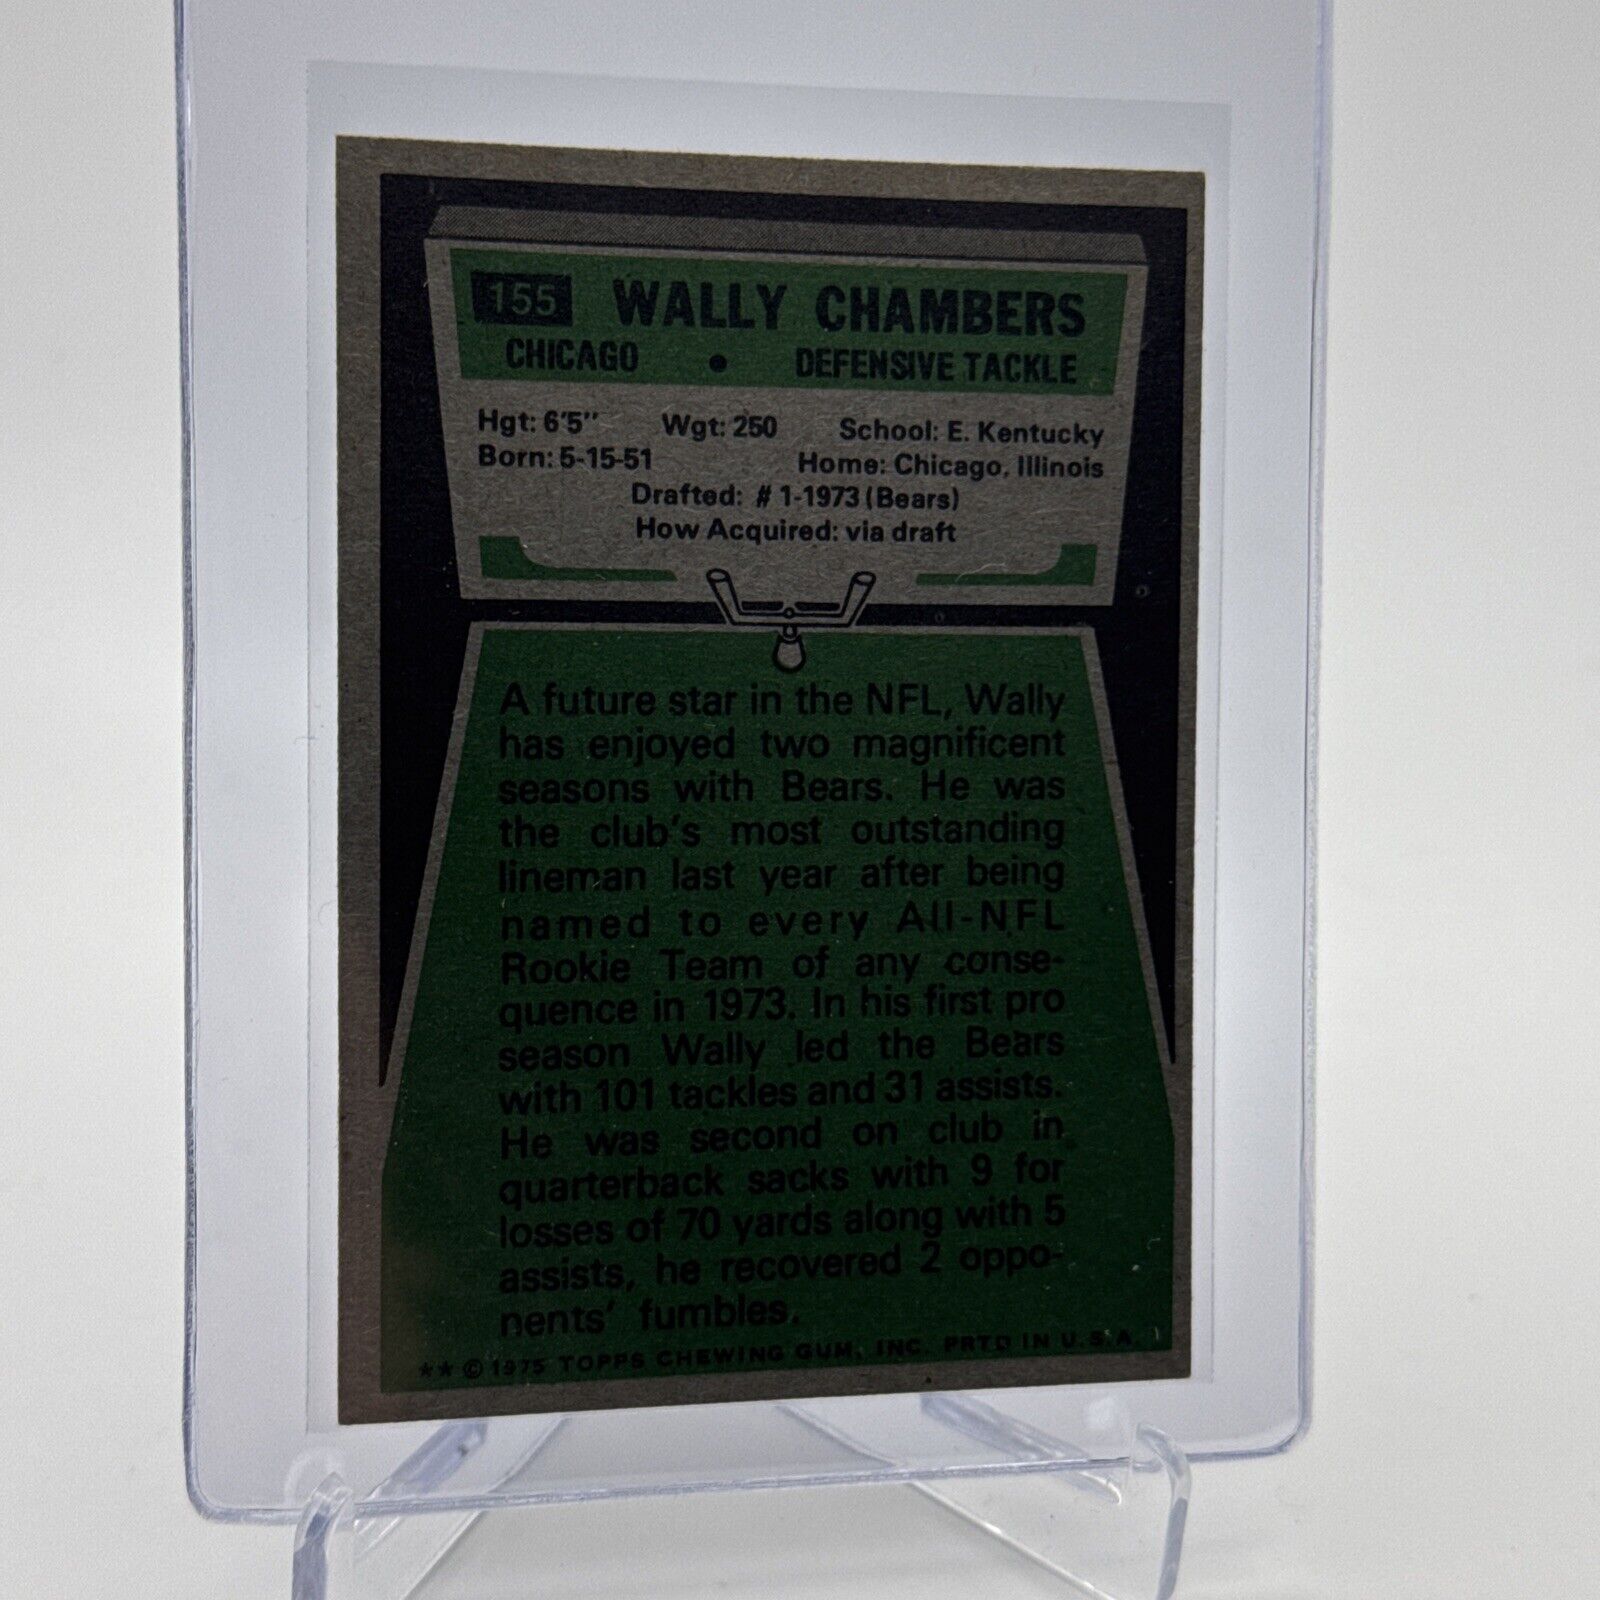 155 WALLY CHAMBERS
CHICAGO • DEFENSIVE TACKLE
Hgt: 6'5" Wgt: 250 School: E. Kentucky
Born: 5-15-51 Home: Chicago, Illinois
Drafted: #1-1973 (Bears)
How Acquired: via draft
A future star in the NFL, Wally
has enjoyed two magnificent
seasons with Bears. He was
the club's most outstanding
lineman last year after being
named to every All-NFL
Rookie Team of any conse-
quence in 1973. In his first pro
season Wally led the Bears
with 101 tackles and 31 assists.
He was second on club in
quarterback sacks with 9 for
losses of 70 yards along with 5
assists, he recovered 2 oppo-
nents' fumbles.
** © 1975 TOPPS CHEWING GUM, INC. PRTD IN U.S.A.